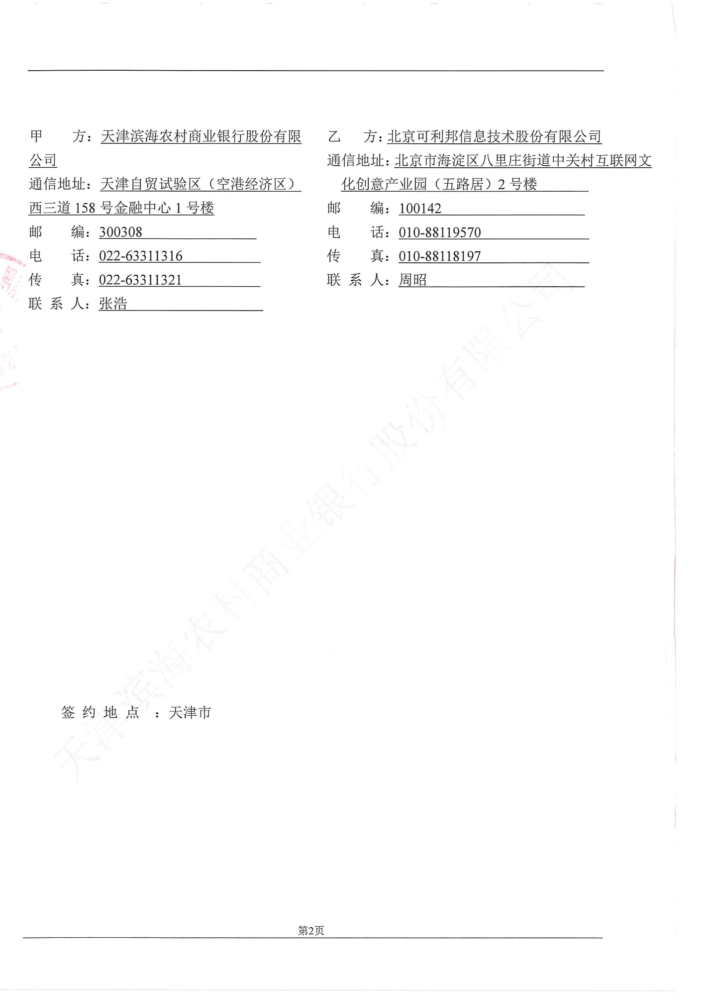 甲 方：天津滨海农村商业银行股份有限
公司
通信地址：天津自贸试验区（空港经济区）
西三道 158 号金融中心 1 号楼
邮 编：300308
电 话：022-63311316
传 真：022-63311321
联 系 人：张浩
乙 方：北京可利邦信息技术股份有限公司
通信地址：北京市海淀区八里庄街道中关村互联网文
化创意产业园（五路居）2 号楼
邮 编：100142
电 话：010-88119570
传 真：010-88118197
联 系 人：周昭
天津滨海农村商业银行股份有限公司
签 约 地 点 ：天津市
第2页